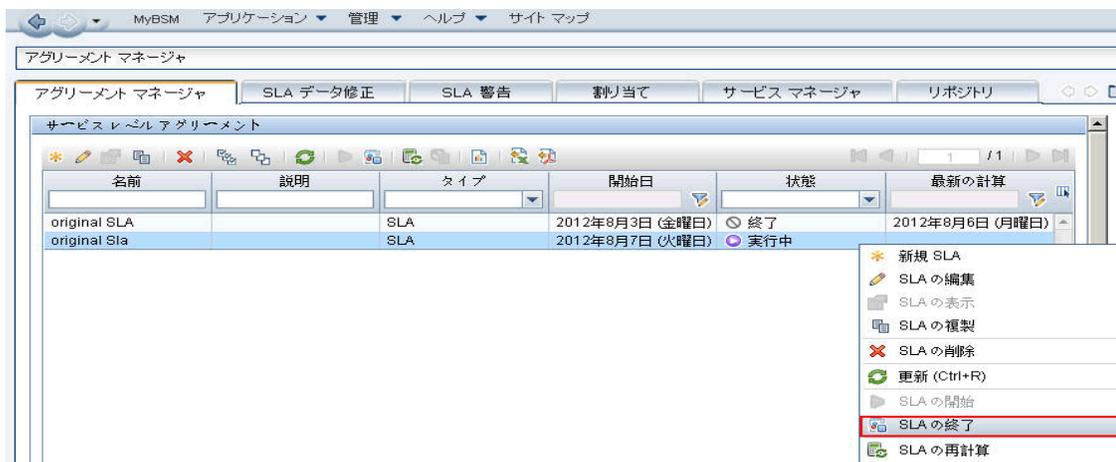 MyBSM アプリケーション 管理 ヘルプ サイト マップ
アグリーメント マネージャ
アグリーメント マネージャ SLA データ修正 SLA 警告 割り当て サービス マネージャ リポジトリ
サービス レベル アグリーメント
1 /1
名前 説明 タイプ 開始日 状態 最新の計算
original SLA SLA 2012年8月3日 (金曜日) 終了 2012年8月6日 (月曜日)
original Sla SLA 2012年8月7日 (火曜日) 実行中
新規 SLA
SLA の編集
SLA の表示
SLA の複製
SLA の削除
更新 (Ctrl+R)
SLA の開始
SLA の終了
SLA の再計算